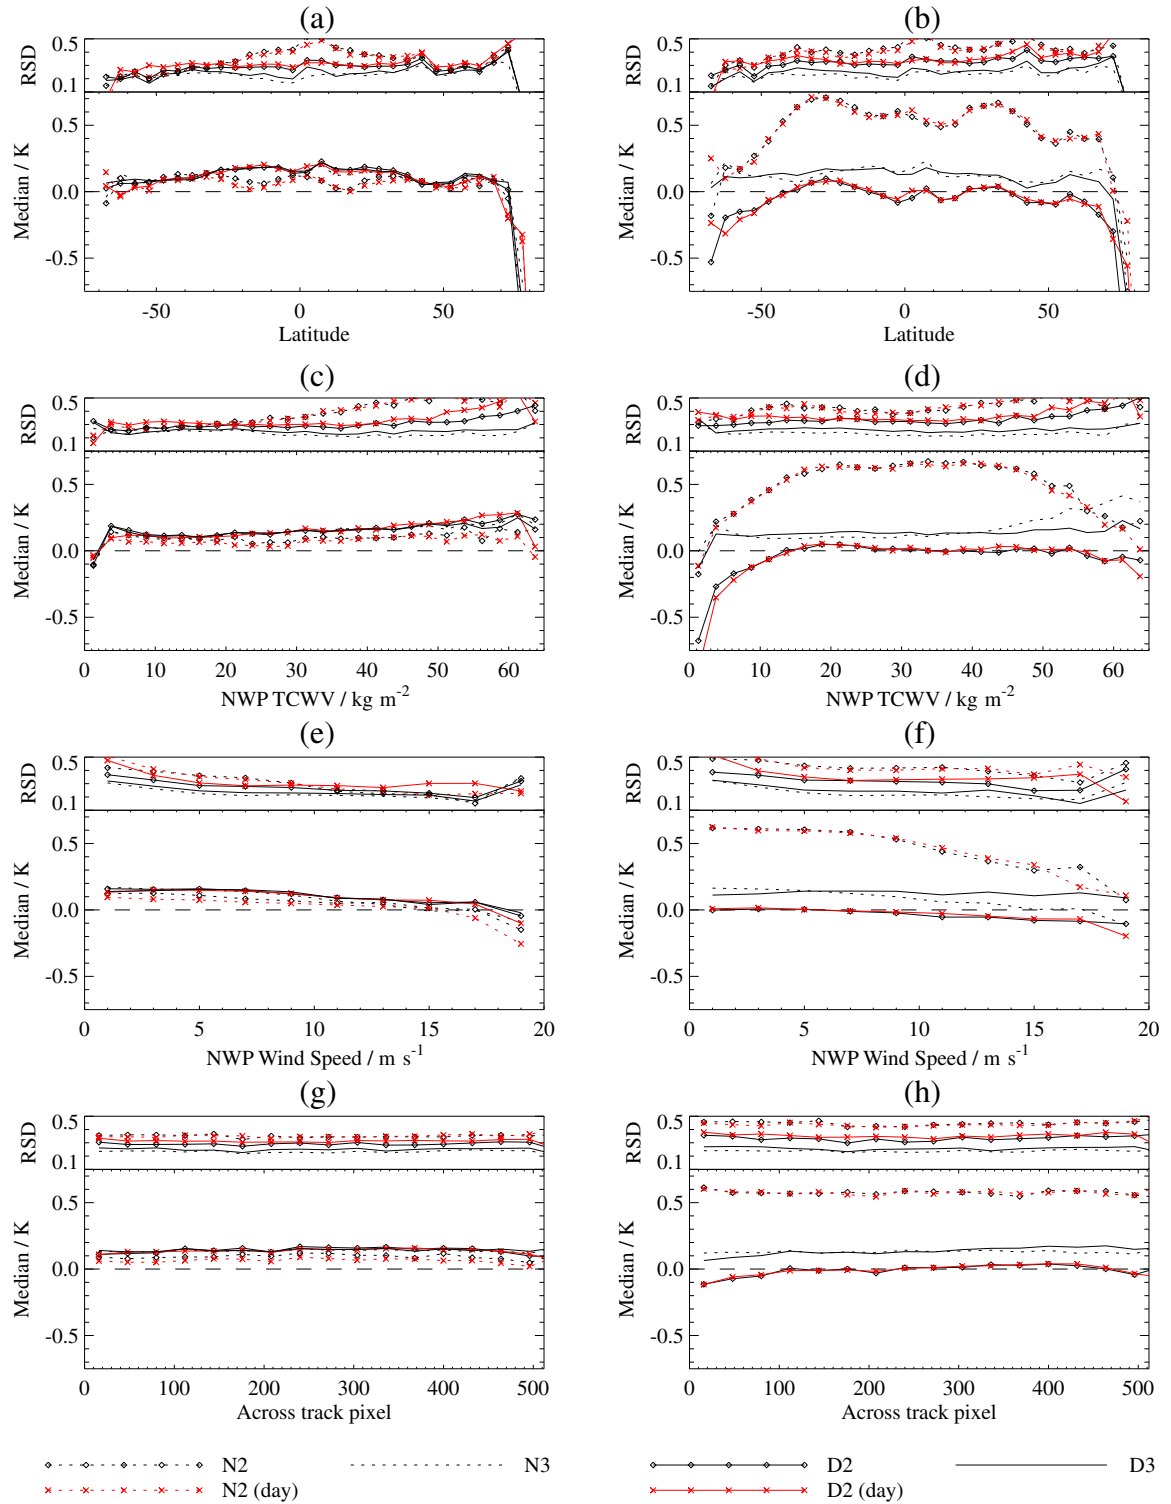 (a)
(b)
RSD
0.5
0.1
RSD
0.5
0.1
Median / K
0.5
0.0
-0.5
Median / K
0.5
0.0
-0.5
-50 0 50
-50 0 50
Latitude
Latitude
(c)
(d)
RSD
0.5
0.1
RSD
0.5
0.1
Median / K
0.5
0.0
-0.5
Median / K
0.5
0.0
-0.5
0 10 20 30 40 50 60
0 10 20 30 40 50 60
NWP TCWV / kg m-2
NWP TCWV / kg m-2
(e)
(f)
RSD
0.5
0.1
RSD
0.5
0.1
Median / K
0.5
0.0
-0.5
Median / K
0.5
0.0
-0.5
0 5 10 15 20
0 5 10 15 20
NWP Wind Speed / m s-1
NWP Wind Speed / m s-1
(g)
(h)
RSD
0.5
0.1
RSD
0.5
0.1
Median / K
0.5
0.0
-0.5
Median / K
0.5
0.0
-0.5
0 100 200 300 400 500
0 100 200 300 400 500
Across track pixel
Across track pixel
N2 N3 D2 D3
N2 (day) D2 (day)